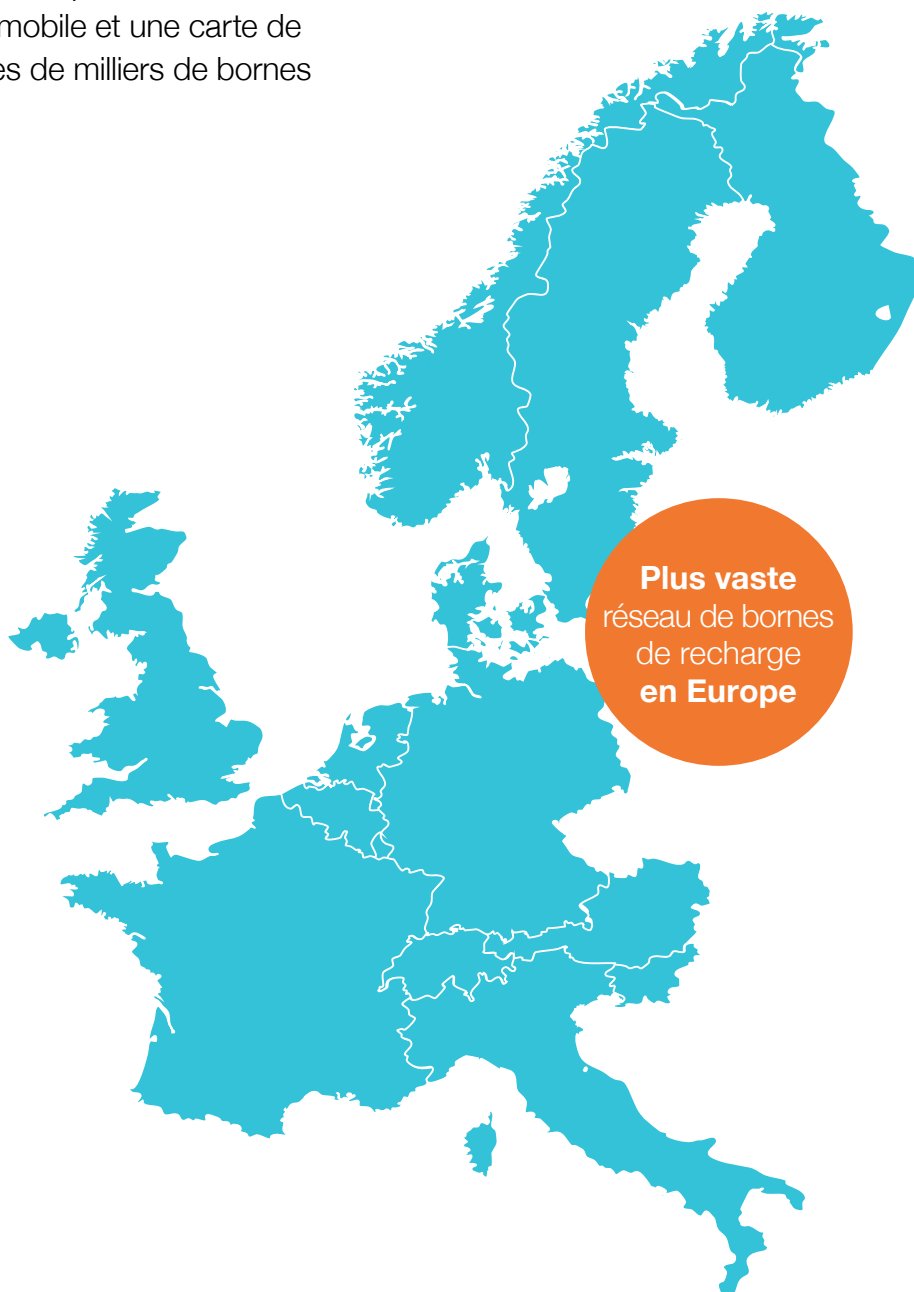 mobile et une carte de
es de milliers de bornes
Plus vaste
réseau de bornes
de recharge
en Europe